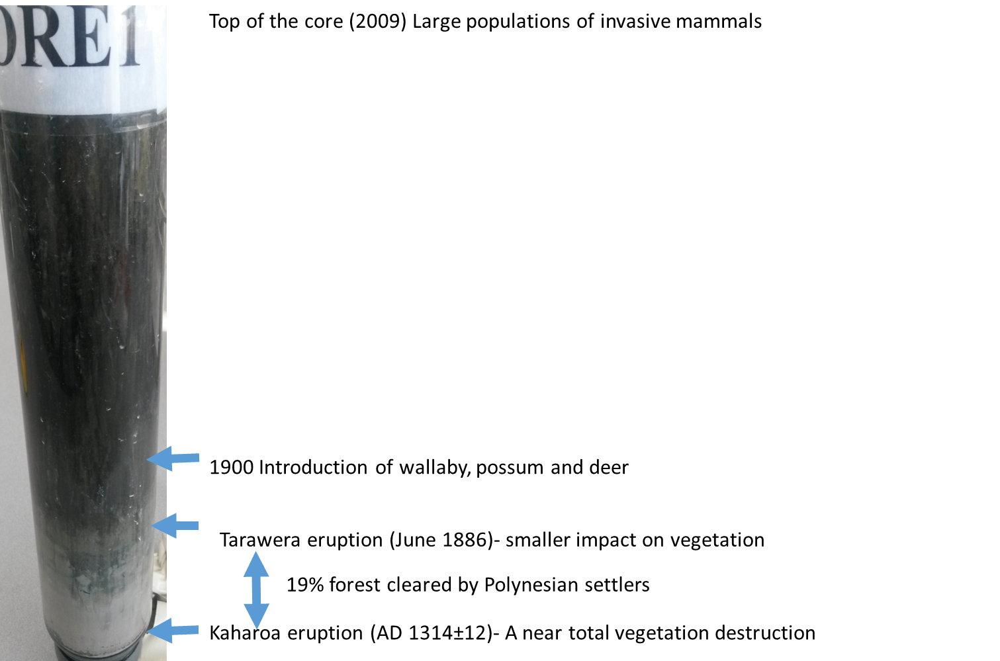 ORE1
Top of the core (2009) Large populations of invasive mammals
1900 Introduction of wallaby, possum and deer
Tarawera eruption (June 1886)- smaller impact on vegetation
19% forest cleared by Polynesian settlers
Kaharoa eruption (AD 1314±12)- A near total vegetation destruction